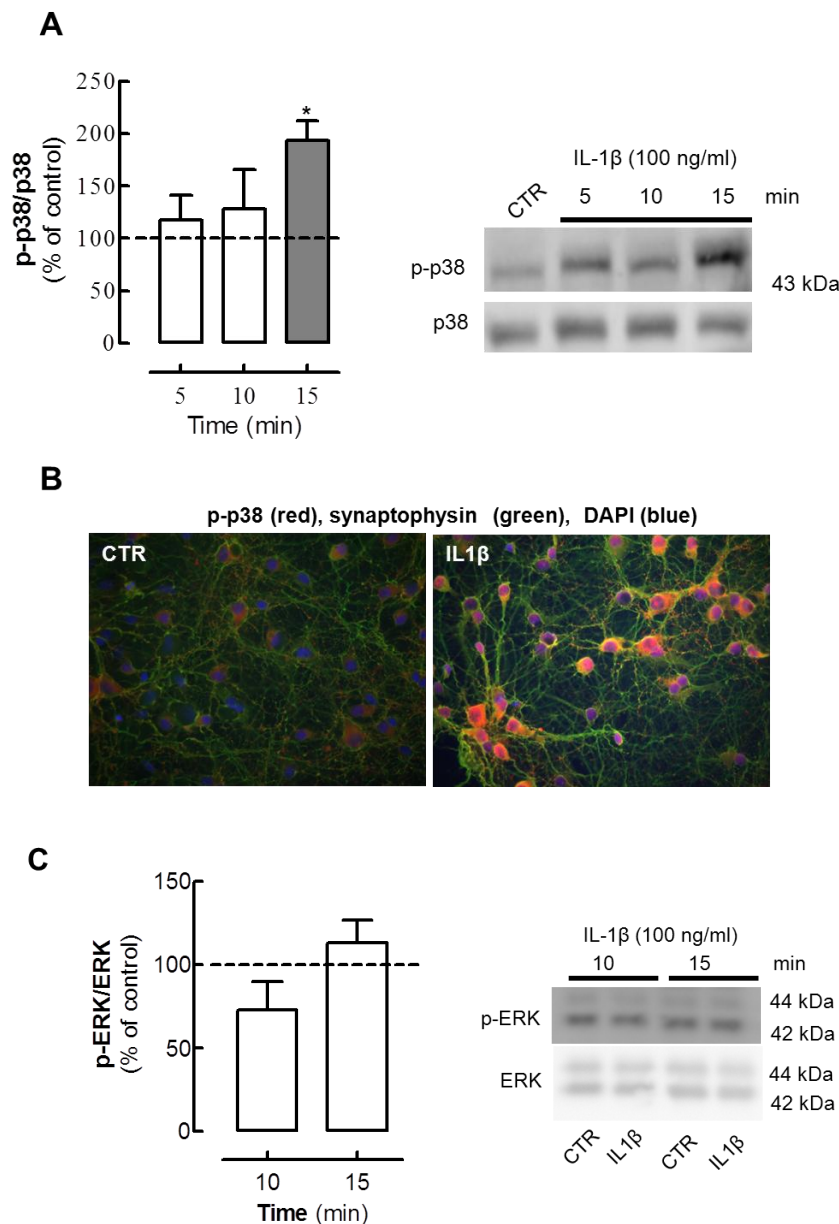 A
p-p38/p38
(% of control)
250
200
150
100
50
0
*
5 10 15
Time (min)
IL-1β (100 ng/ml)
CTR 5 10 15 min
p-p38
43 kDa
p38
B
p-p38 (red), synaptophysin (green), DAPI (blue)
CTR
IL1β
C
p-ERK/ERK
(% of control)
150
100
50
0
10 15
Time (min)
IL-1β (100 ng/ml)
10 15 min
p-ERK
44 kDa
42 kDa
ERK
44 kDa
42 kDa
CTR IL1β CTR IL1β